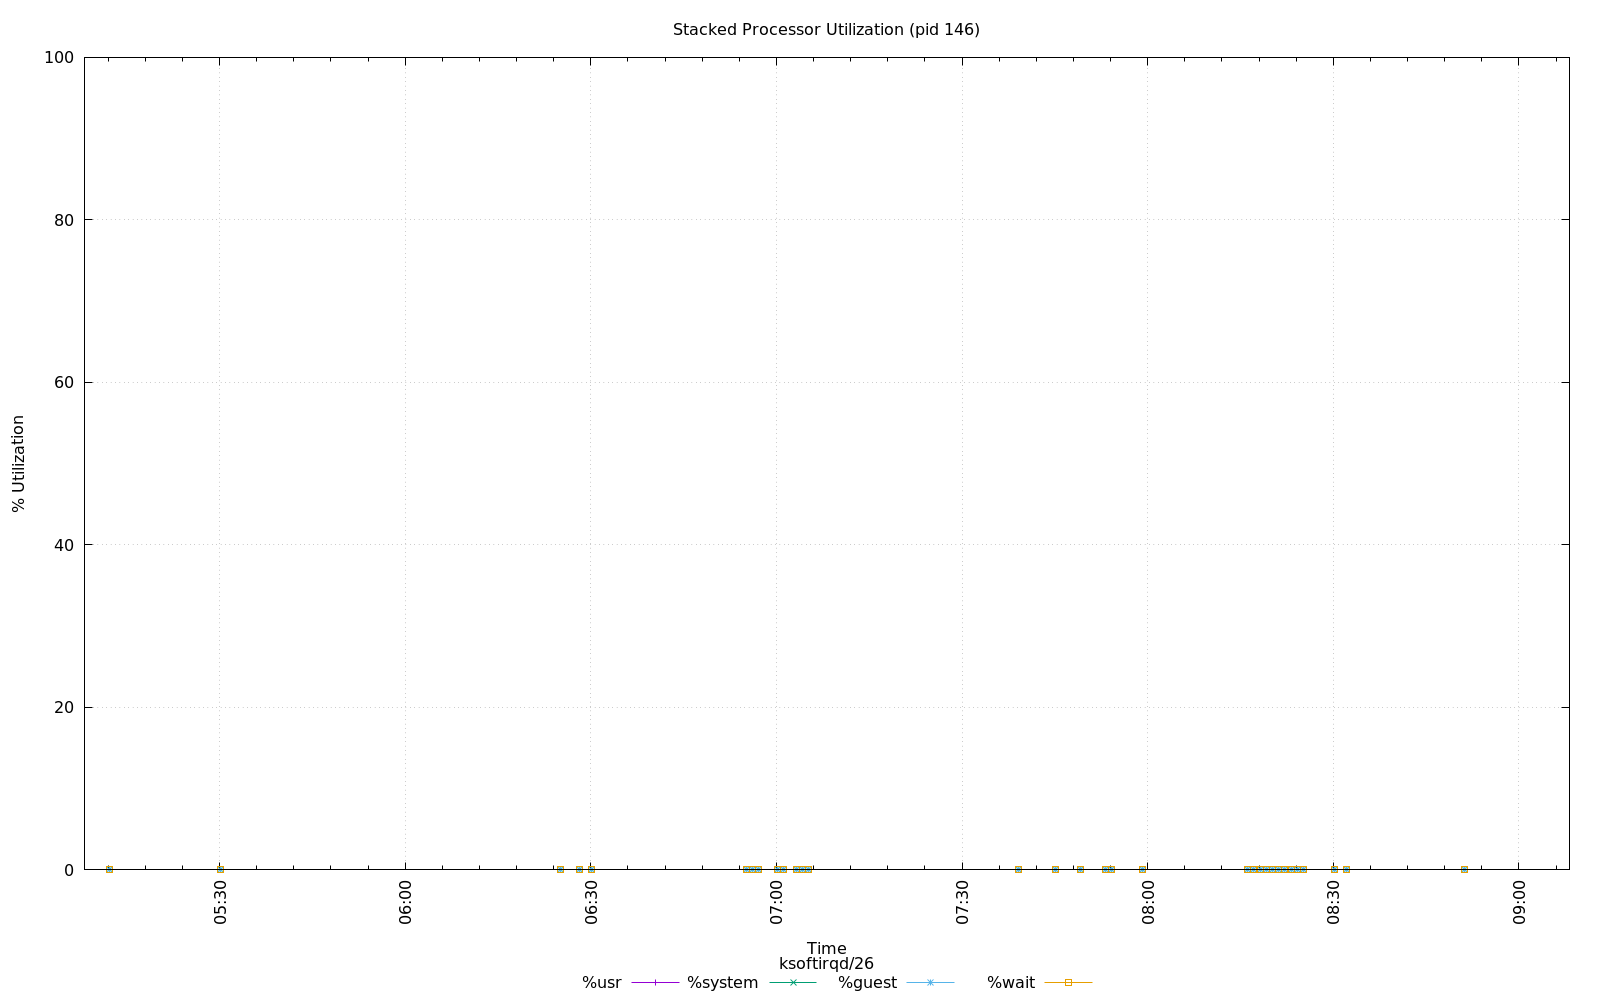 Stacked Processor Utilization (pid 146)
100
80
60
40
20
0
% Utilization
05:30 06:00 06:30 07:00 07:30 08:00 08:30 09:00
Time
ksoftirqd/26
%usr %system %guest %wait